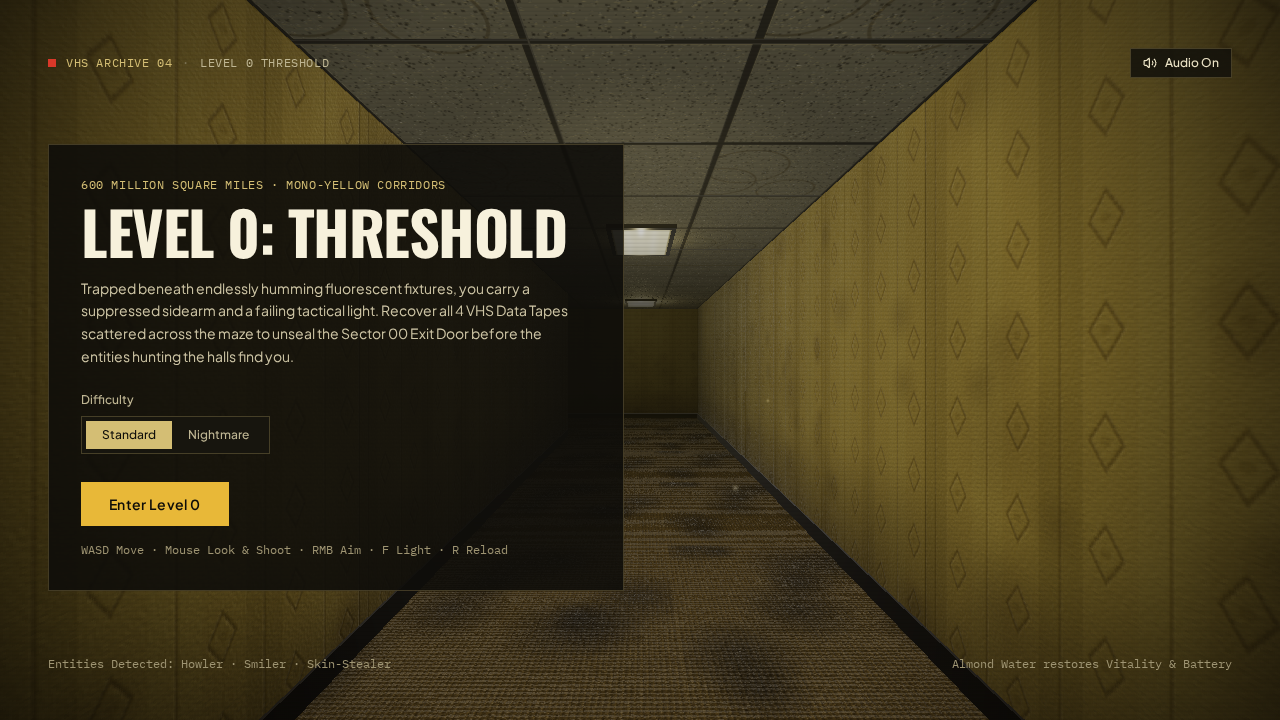 VHS ARCHIVE 04 · LEVEL 0 THRESHOLD
Audio On
600 MILLION SQUARE MILES · MONO-YELLOW CORRIDORS
LEVEL 0: THRESHOLD
Trapped beneath endlessly humming fluorescent fixtures, you carry a
suppressed sidearm and a failing tactical light. Recover all 4 VHS Data Tapes
scattered across the maze to unseal the Sector 00 Exit Door before the
entities hunting the halls find you.
Difficulty
Standard Nightmare
Enter Level 0
WASD Move · Mouse Look & Shoot · RMB Aim · F Light · R Reload
Entities Detected: Howler · Smiler · Skin-Stealer
Almond Water restores Vitality & Battery